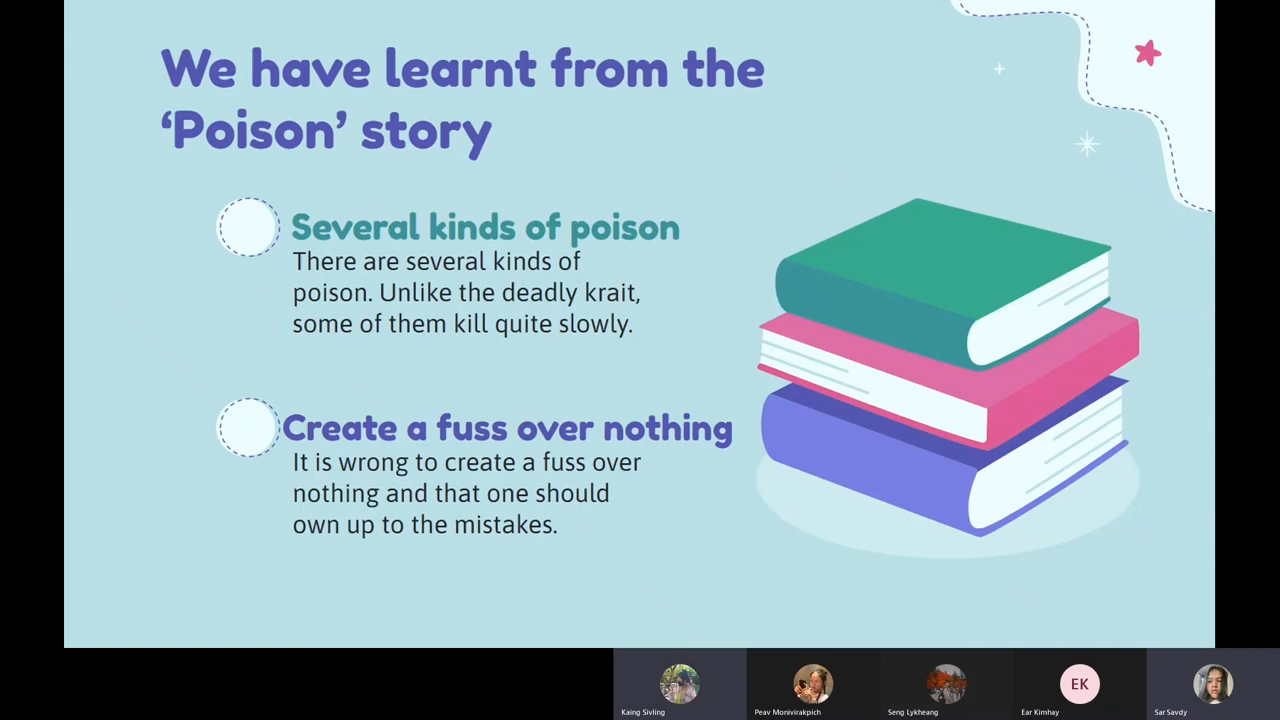 We have learnt from the
‘Poison’ story
Several kinds of poison
There are several kinds of
poison. Unlike the deadly krait,
some of them kill quite slowly.
Create a fuss over nothing
It is wrong to create a fuss over
nothing and that one should
own up to the mistakes.
EK
Kaing Sivling
Peav Monivirakpich
Seng Lykheang
Ear Kimhay
Sar Savdy